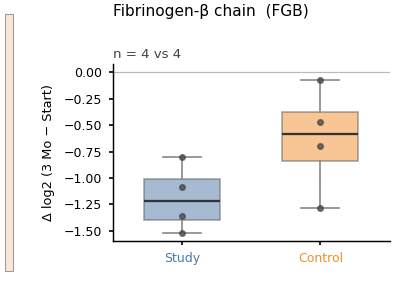 Fibrinogen-β chain  (FGB)
n = 4 vs 4
Δ log2 (3 Mo − Start)
0.00
−0.25
−0.50
−0.75
−1.00
−1.25
−1.50
Study
Control